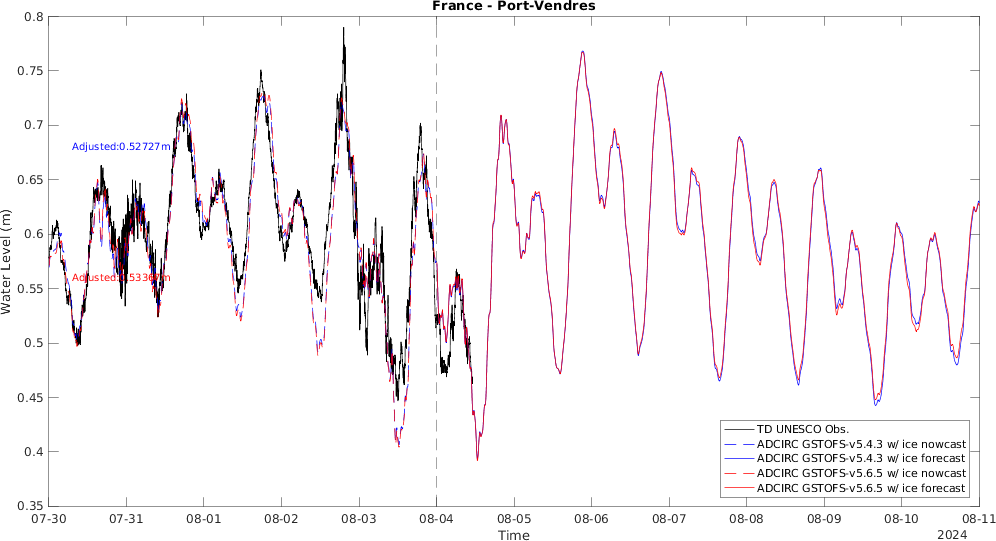 France - Port-Vendres
0.8
0.75
0.7
0.65
0.6
0.55
0.5
0.45
0.4
0.35
Water Level (m)
Adjusted:0.52727m
Adjusted:0.53367m
TD UNESCO Obs.
ADCIRC GSTOFS-v5.4.3 w/ ice nowcast
ADCIRC GSTOFS-v5.4.3 w/ ice forecast
ADCIRC GSTOFS-v5.6.5 w/ ice nowcast
ADCIRC GSTOFS-v5.6.5 w/ ice forecast
07-30 07-31 08-01 08-02 08-03 08-04 08-05 08-06 08-07 08-08 08-09 08-10 08-11
Time
2024